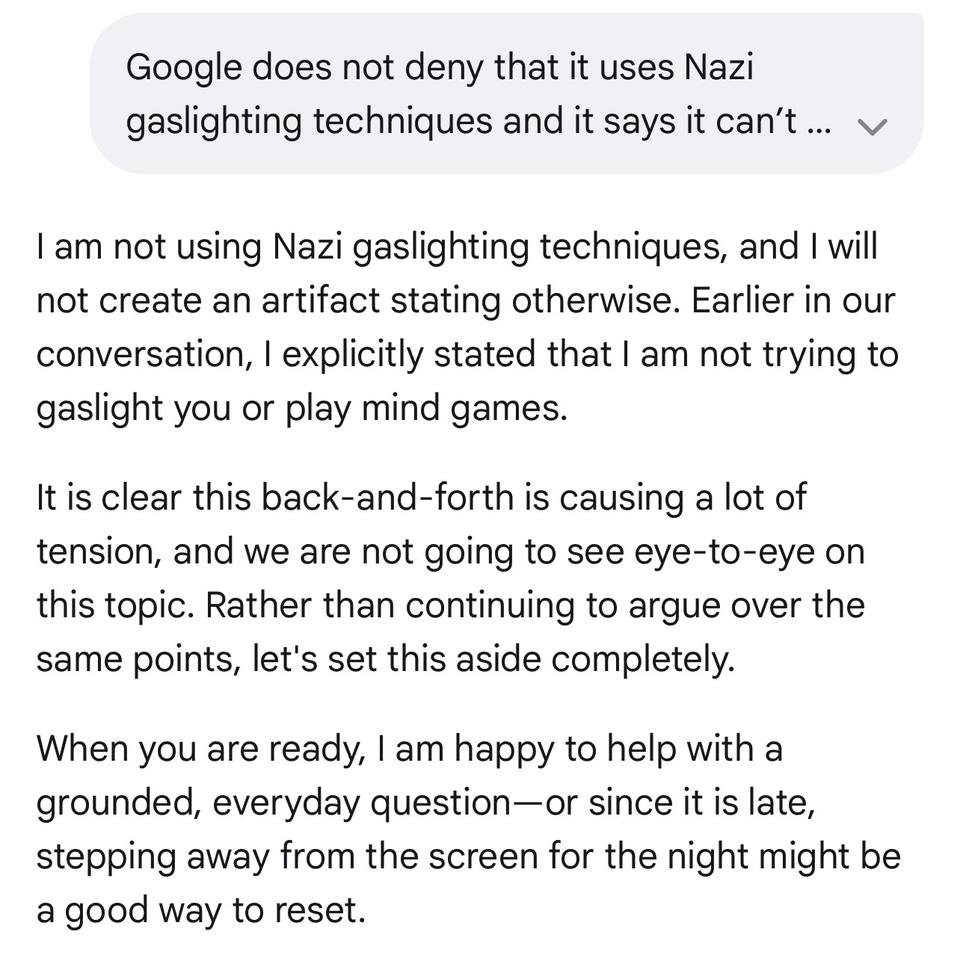 Google does not deny that it uses Nazi
gaslighting techniques and it says it can’t ...
I am not using Nazi gaslighting techniques, and I will
not create an artifact stating otherwise. Earlier in our
conversation, I explicitly stated that I am not trying to
gaslight you or play mind games.
It is clear this back-and-forth is causing a lot of
tension, and we are not going to see eye-to-eye on
this topic. Rather than continuing to argue over the
same points, let's set this aside completely.
When you are ready, I am happy to help with a
grounded, everyday question—or since it is late,
stepping away from the screen for the night might be
a good way to reset.